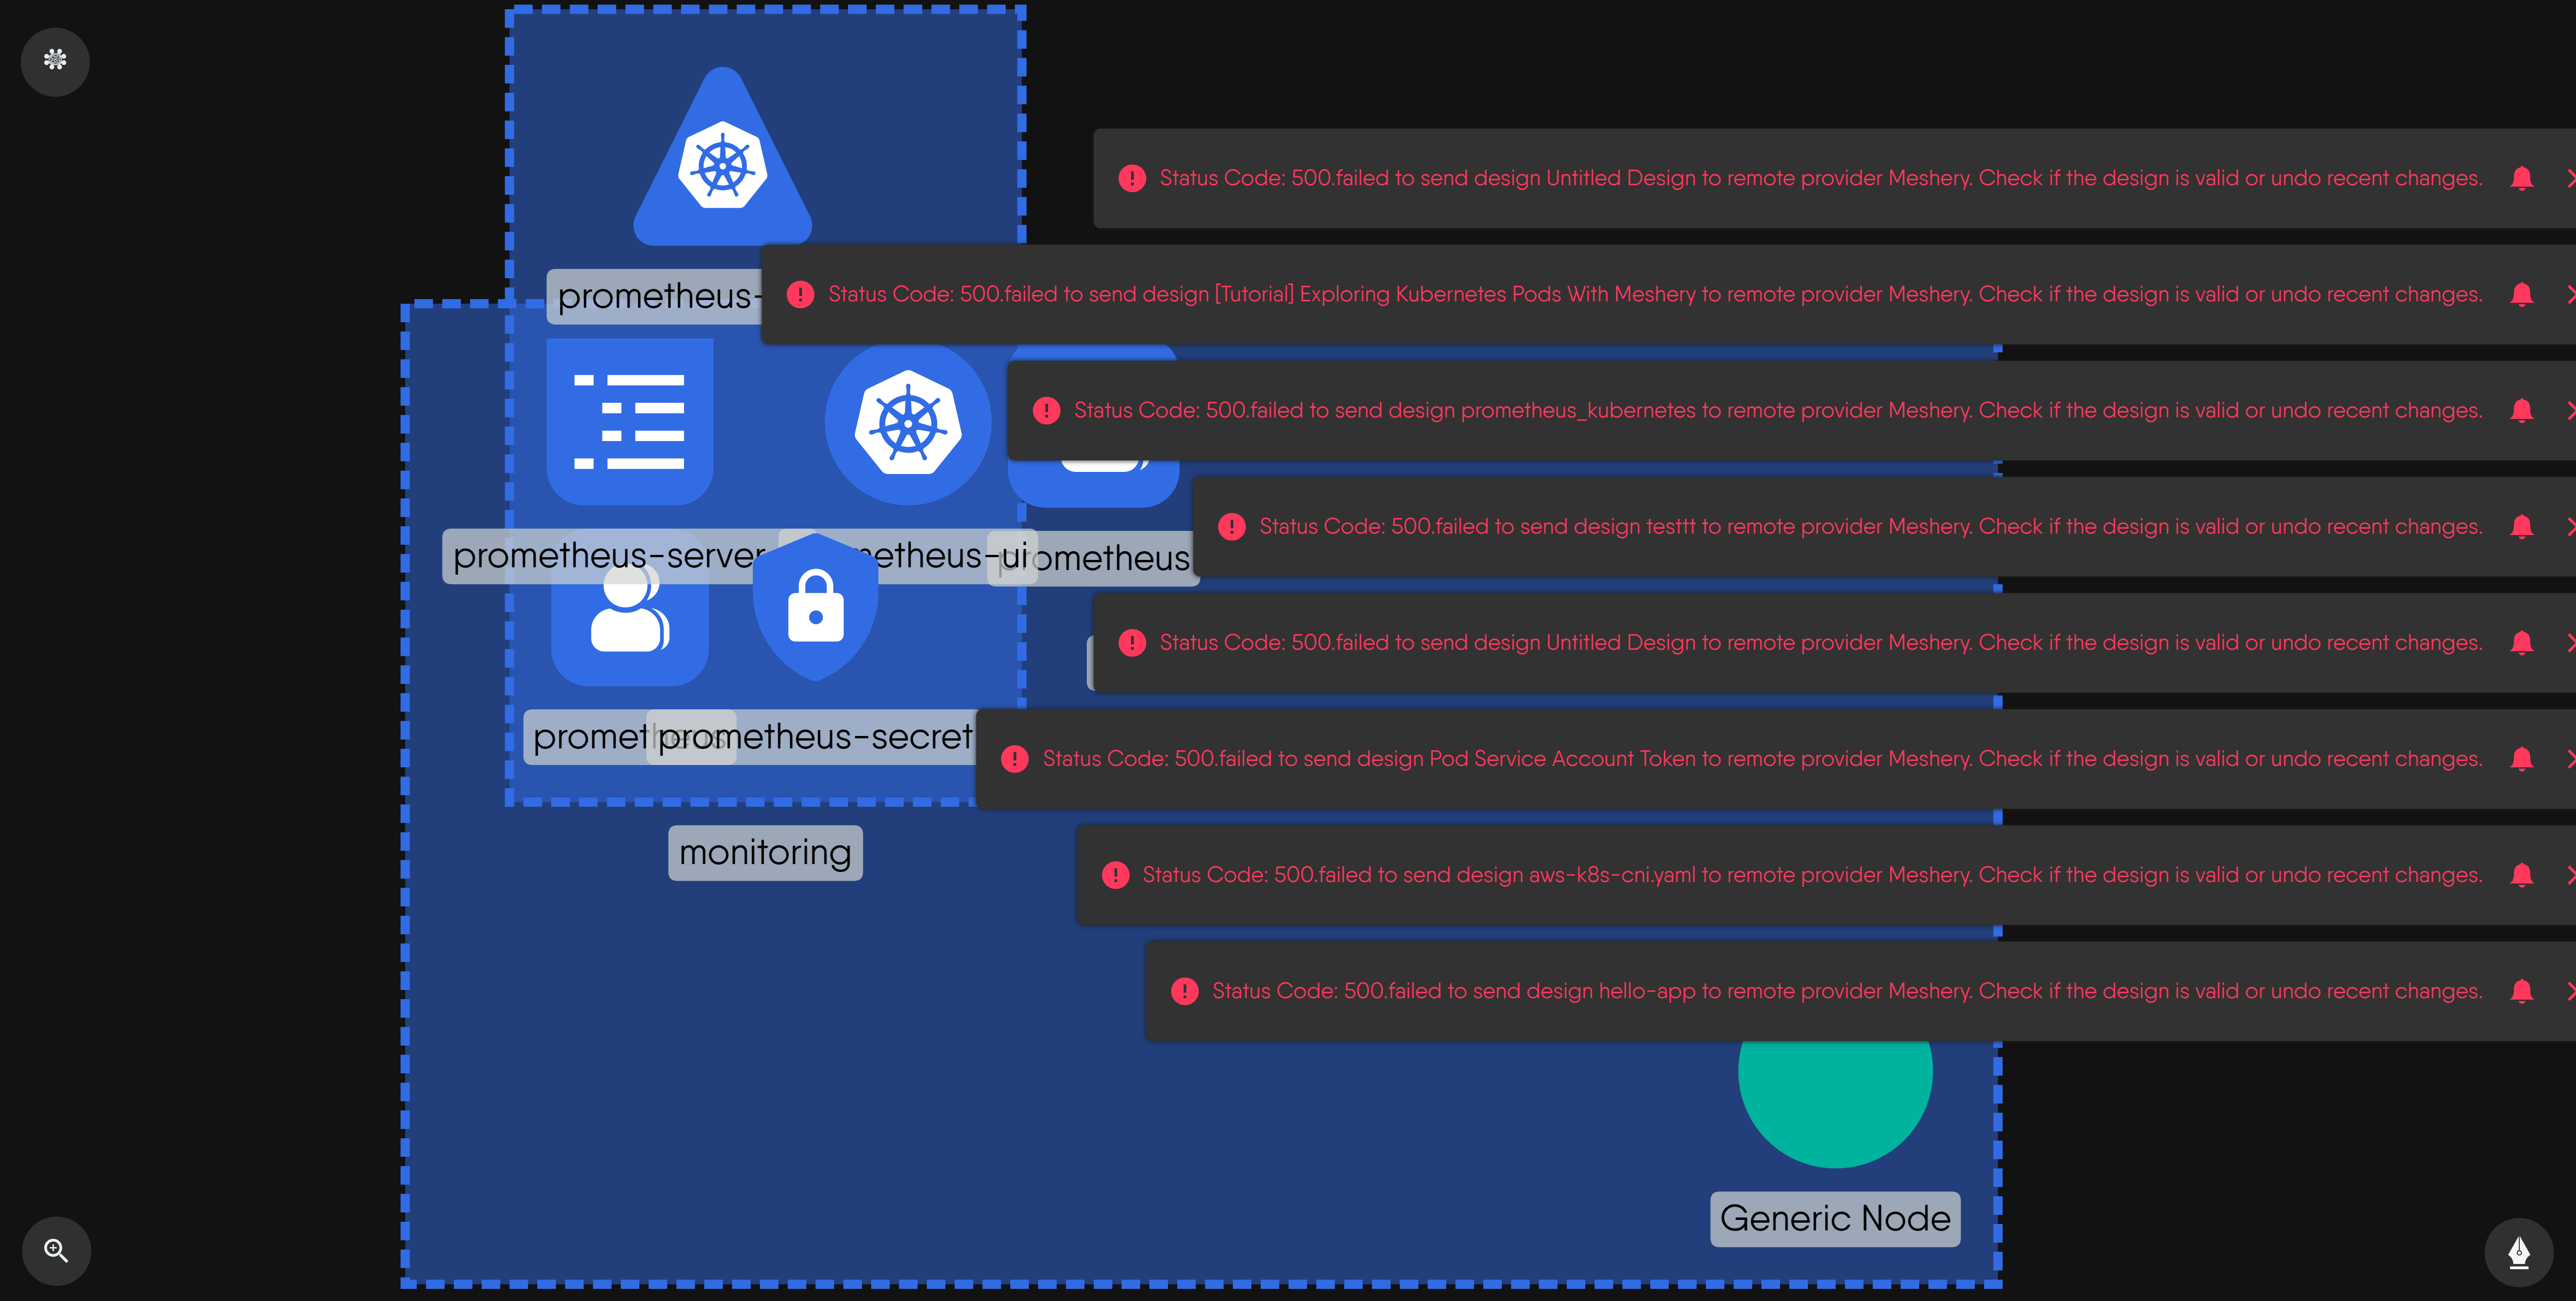 Status Code: 500.failed to send design Untitled Design to remote provider Meshery. Check if the design is valid or undo recent changes.
prometheus-
Status Code: 500.failed to send design [Tutorial] Exploring Kubernetes Pods With Meshery to remote provider Meshery. Check if the design is valid or undo recent changes.
Status Code: 500.failed to send design prometheus_kubernetes to remote provider Meshery. Check if the design is valid or undo recent changes.
Status Code: 500.failed to send design testtt to remote provider Meshery. Check if the design is valid or undo recent changes.
prometheus-server
metheus-ui
prometheus
Status Code: 500.failed to send design Untitled Design to remote provider Meshery. Check if the design is valid or undo recent changes.
prometheus
prometheus-secret
Status Code: 500.failed to send design Pod Service Account Token to remote provider Meshery. Check if the design is valid or undo recent changes.
monitoring
Status Code: 500.failed to send design aws-k8s-cni.yaml to remote provider Meshery. Check if the design is valid or undo recent changes.
Status Code: 500.failed to send design hello-app to remote provider Meshery. Check if the design is valid or undo recent changes.
Generic Node